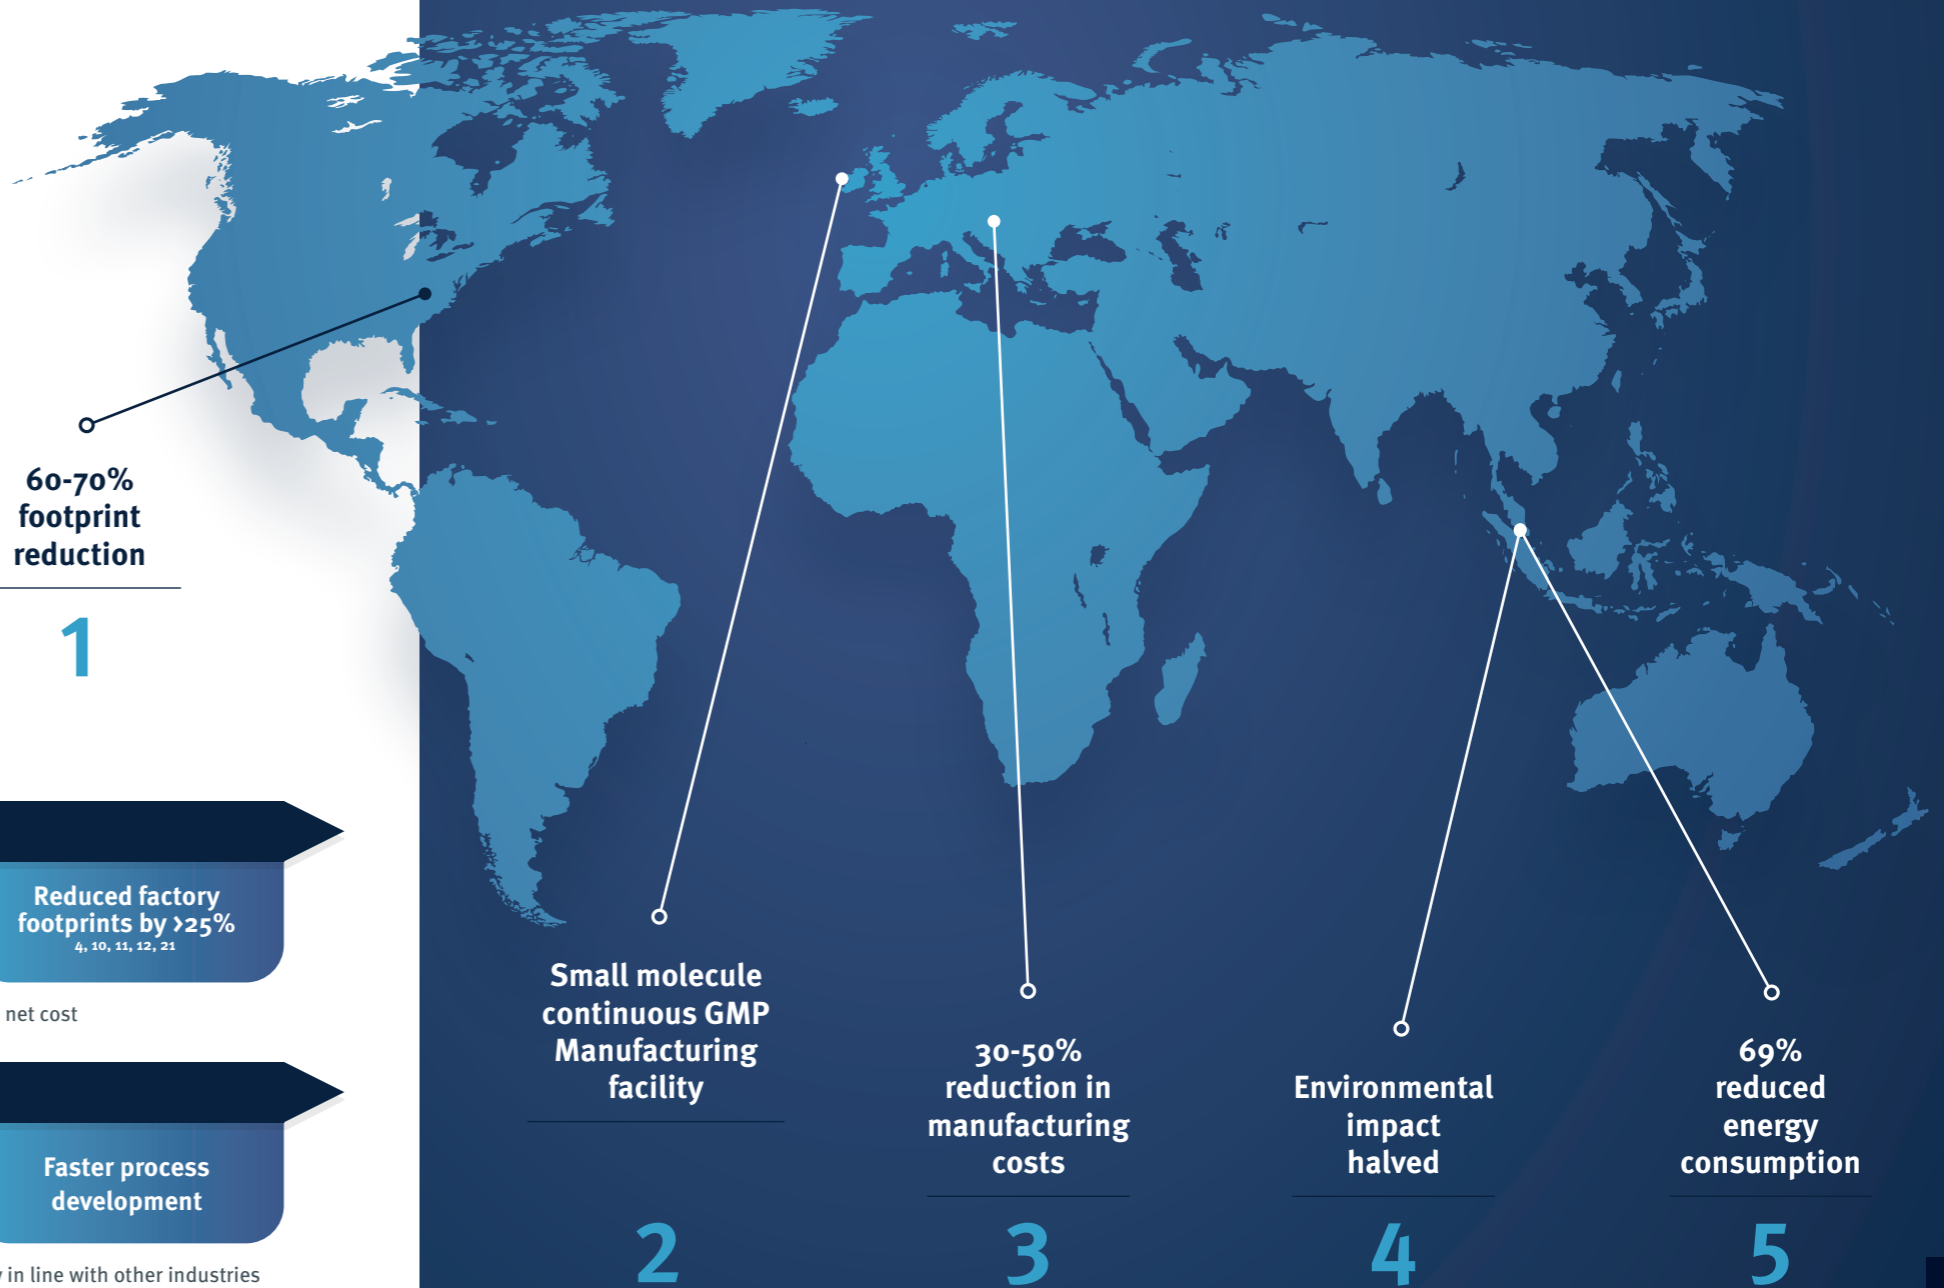 60-70%
footprint
reduction
1
Reduced factory
footprints by >25%
4, 10, 11, 12, 21
net cost
Faster process
development
in line with other industries
Small molecule
continuous GMP
Manufacturing
facility
2
30-50%
reduction in
manufacturing
costs
3
Environmental
impact
halved
4
69%
reduced
energy
consumption
5